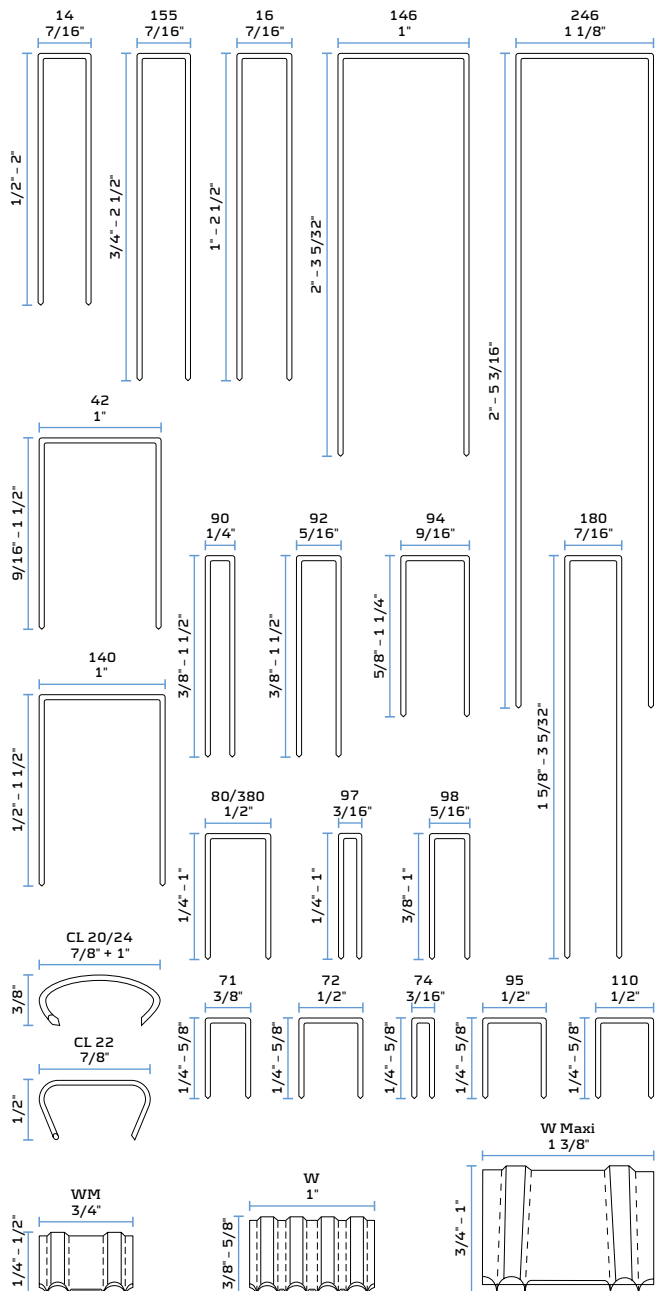 14
7/16"
1/2" - 2"
155
7/16"
3/4" - 2 1/2"
16
7/16"
1" - 2 1/2"
146
1"
2" - 3 5/32"
246
1 1/8"
2" - 5 3/16"
42
1"
9/16" - 1 1/2"
90
1/4"
3/8" - 1 1/2"
92
5/16"
3/8" - 1 1/2"
94
9/16"
5/8" - 1 1/4"
180
7/16"
1 5/8" - 3 5/32"
140
1"
1/2" - 1 1/2"
80/380
1/2"
1/4" - 1"
97
3/16"
1/4" - 1"
98
5/16"
3/8" - 1"
CL 20/24
7/8" + 1"
3/8"
71
3/8"
1/4" - 5/8"
72
1/2"
1/4" - 5/8"
74
3/16"
1/4" - 5/8"
95
1/2"
1/4" - 5/8"
110
1/2"
1/4" - 5/8"
CL 22
7/8"
1/2"
WM
3/4"
1/4" - 1/2"
W
1"
3/8" - 5/8"
W Maxi
1 3/8"
3/4" - 1"